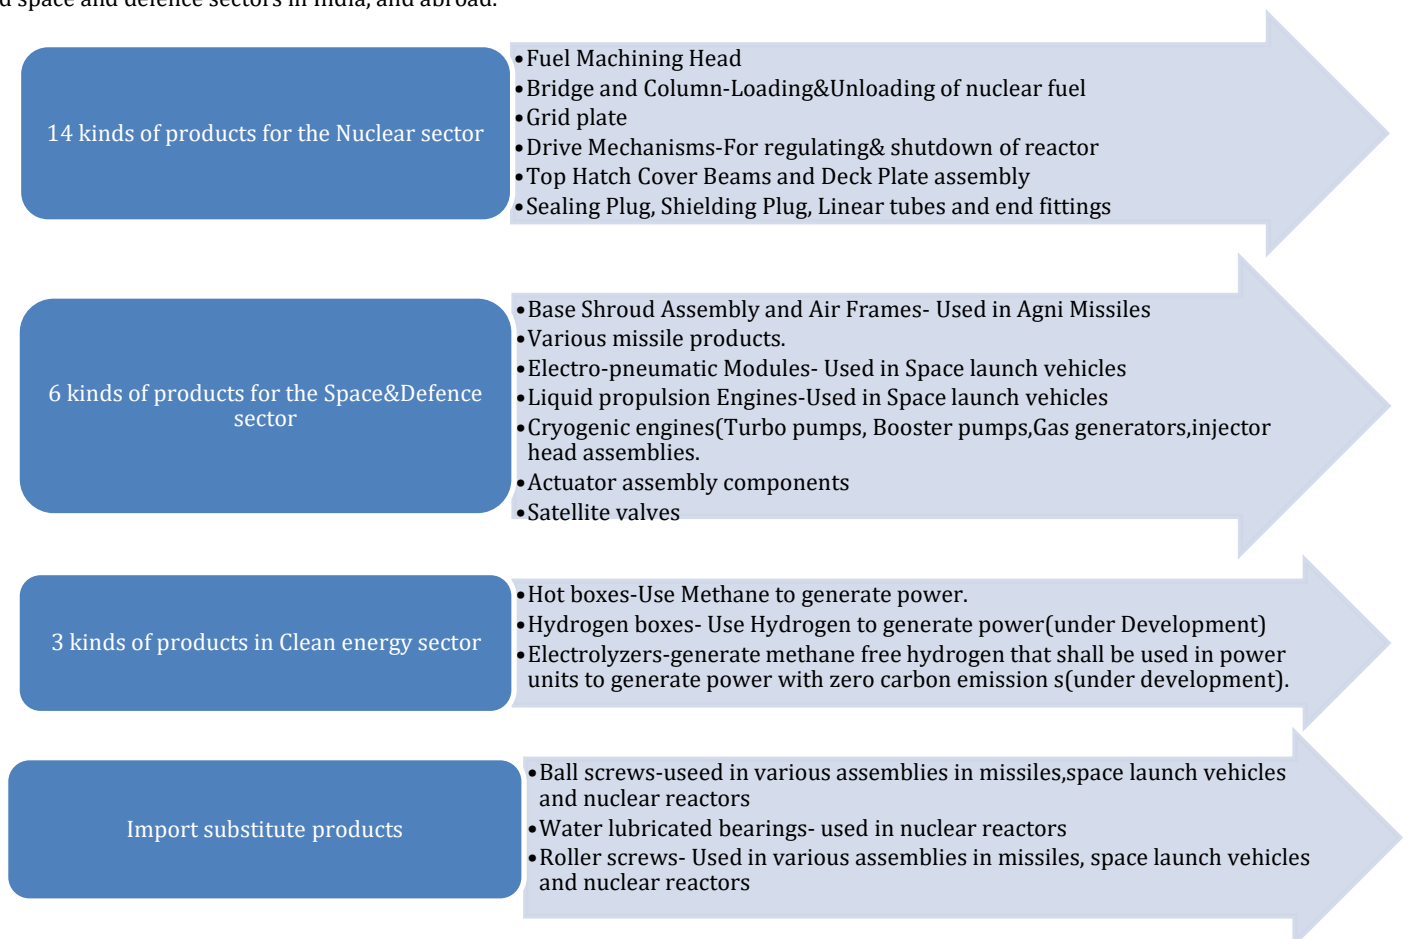 d space and defence sectors in India, and abroad.
14 kinds of products for the Nuclear sector
•Fuel Machining Head
•Bridge and Column-Loading&Unloading of nuclear fuel
•Grid plate
•Drive Mechanisms-For regulating& shutdown of reactor
•Top Hatch Cover Beams and Deck Plate assembly
•Sealing Plug, Shielding Plug, Linear tubes and end fittings
6 kinds of products for the Space&Defence
sector
•Base Shroud Assembly and Air Frames- Used in Agni Missiles
•Various missile products.
•Electro-pneumatic Modules- Used in Space launch vehicles
•Liquid propulsion Engines-Used in Space launch vehicles
•Cryogenic engines(Turbo pumps, Booster pumps,Gas generators,injector
head assemblies.
•Actuator assembly components
•Satellite valves
3 kinds of products in Clean energy sector
•Hot boxes-Use Methane to generate power.
•Hydrogen boxes- Use Hydrogen to generate power(under Development)
•Electrolyzers-generate methane free hydrogen that shall be used in power
units to generate power with zero carbon emission s(under development).
Import substitute products
•Ball screws-useed in various assemblies in missiles,space launch vehicles
and nuclear reactors
•Water lubricated bearings- used in nuclear reactors
•Roller screws- Used in various assemblies in missiles, space launch vehicles
and nuclear reactors